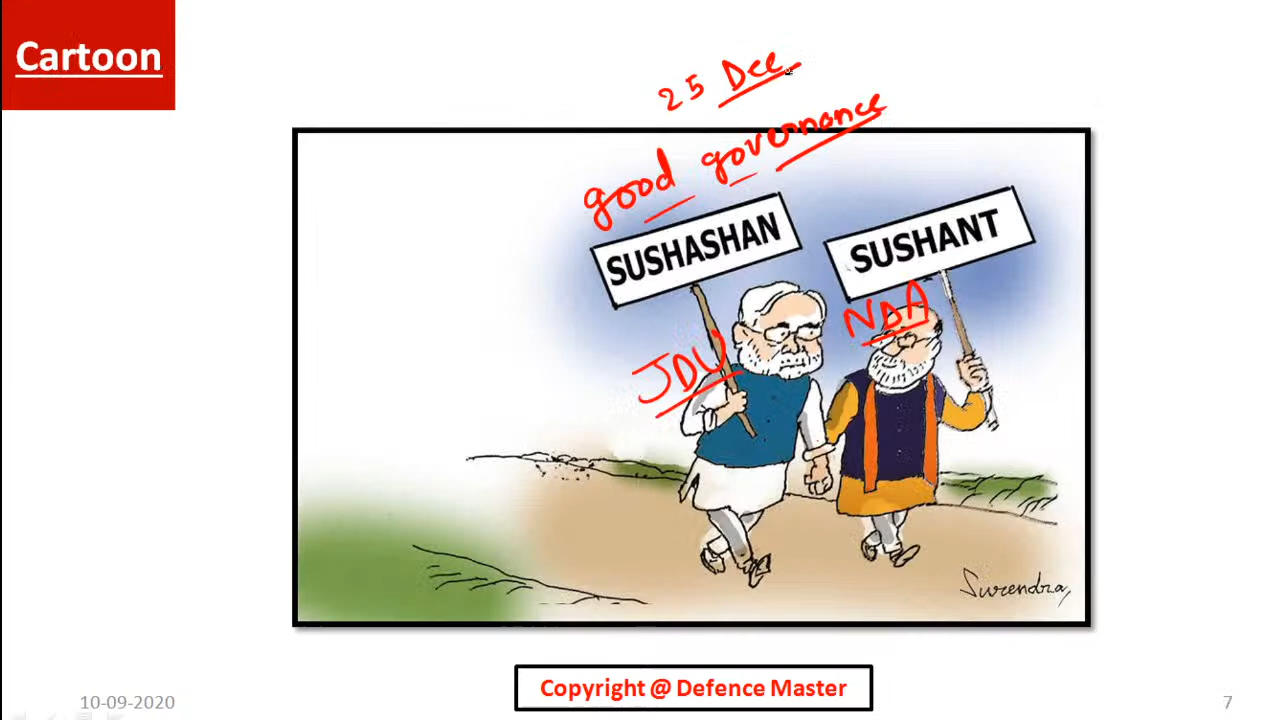 Cartoon
25 Dec
good governance
SUSHASHAN
SUSHANT
NDA
JDU
Surendra
Copyright @ Defence Master
10-09-2020
7